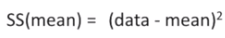 SS(mean) = (data - mean)²